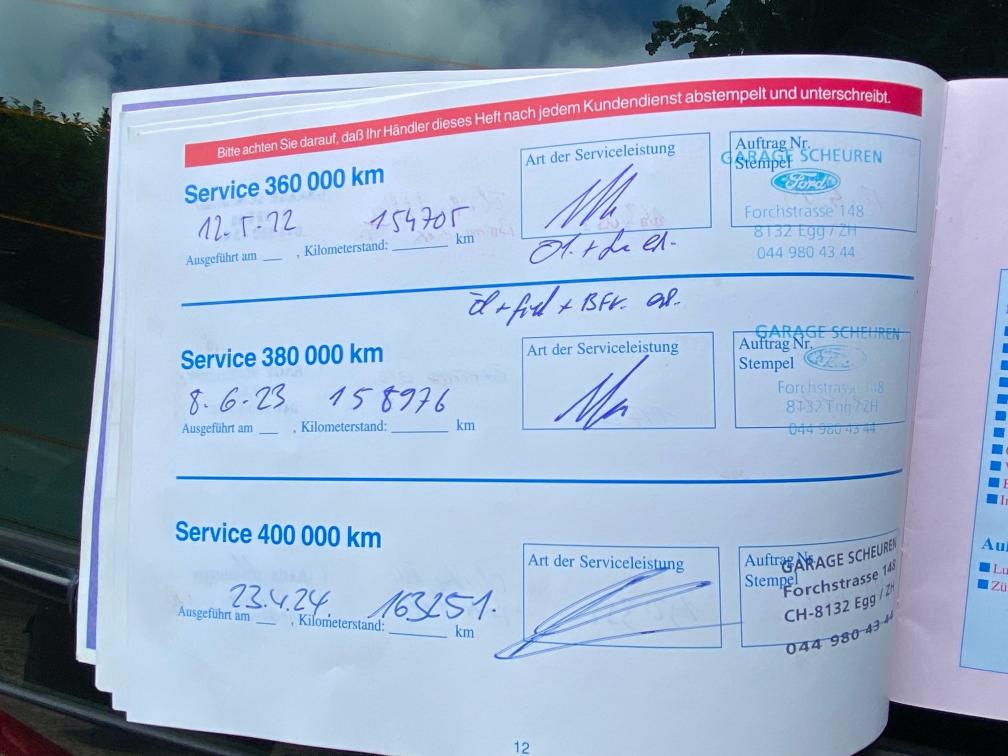 Bitte achten Sie darauf, daß Ihr Händler dieses Heft nach jedem Kundendienst abstempelt und unterschreibt.
Service 360 000 km
12.5.22 154705
Ausgeführt am , Kilometerstand: km
Art der Serviceleistung
Auftrag Nr.
Stempel
GARAGE SCHEUREN
Ford
Forchstrasse 148
8132 Egg / ZH
044 980 43 44
Service 380 000 km
8.6.23 158976
Ausgeführt am , Kilometerstand: km
Art der Serviceleistung
Auftrag Nr.
Stempel
GARAGE SCHEUREN
Ford
Forchstrasse 148
8132 Egg / ZH
044 980 43 44
Service 400 000 km
23.4.24. 163251.
Ausgeführt am , Kilometerstand: km
Art der Serviceleistung
Auftrag Nr.
Stempel
GARAGE SCHEUREN
Forchstrasse 148
CH-8132 Egg / ZH
044 980 43 44
12